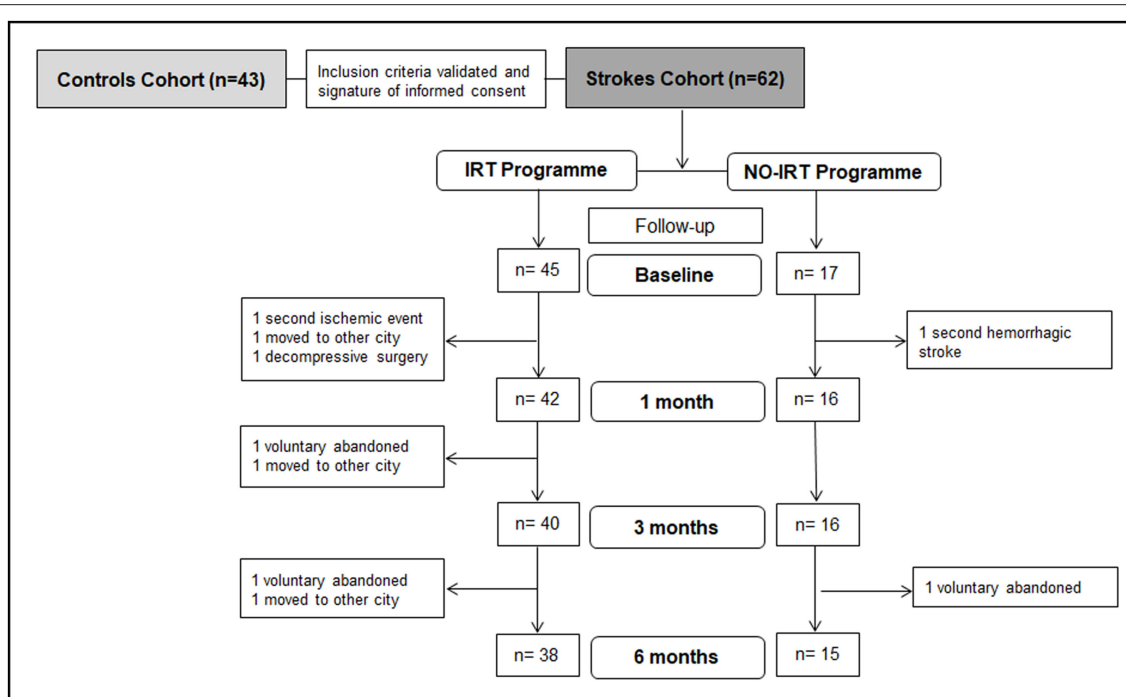 Controls Cohort (n=43)
Inclusion criteria validated and
signature of informed consent
Strokes Cohort (n=62)
IRT Programme
NO-IRT Programme
Follow-up
n= 45
Baseline
n= 17
1 second ischemic event
1 moved to other city
1 decompressive surgery
1 second hemorrhagic
stroke
n= 42
1 month
n= 16
1 voluntary abandoned
1 moved to other city
n= 40
3 months
n= 16
1 voluntary abandoned
1 moved to other city
1 voluntary abandoned
n= 38
6 months
n= 15